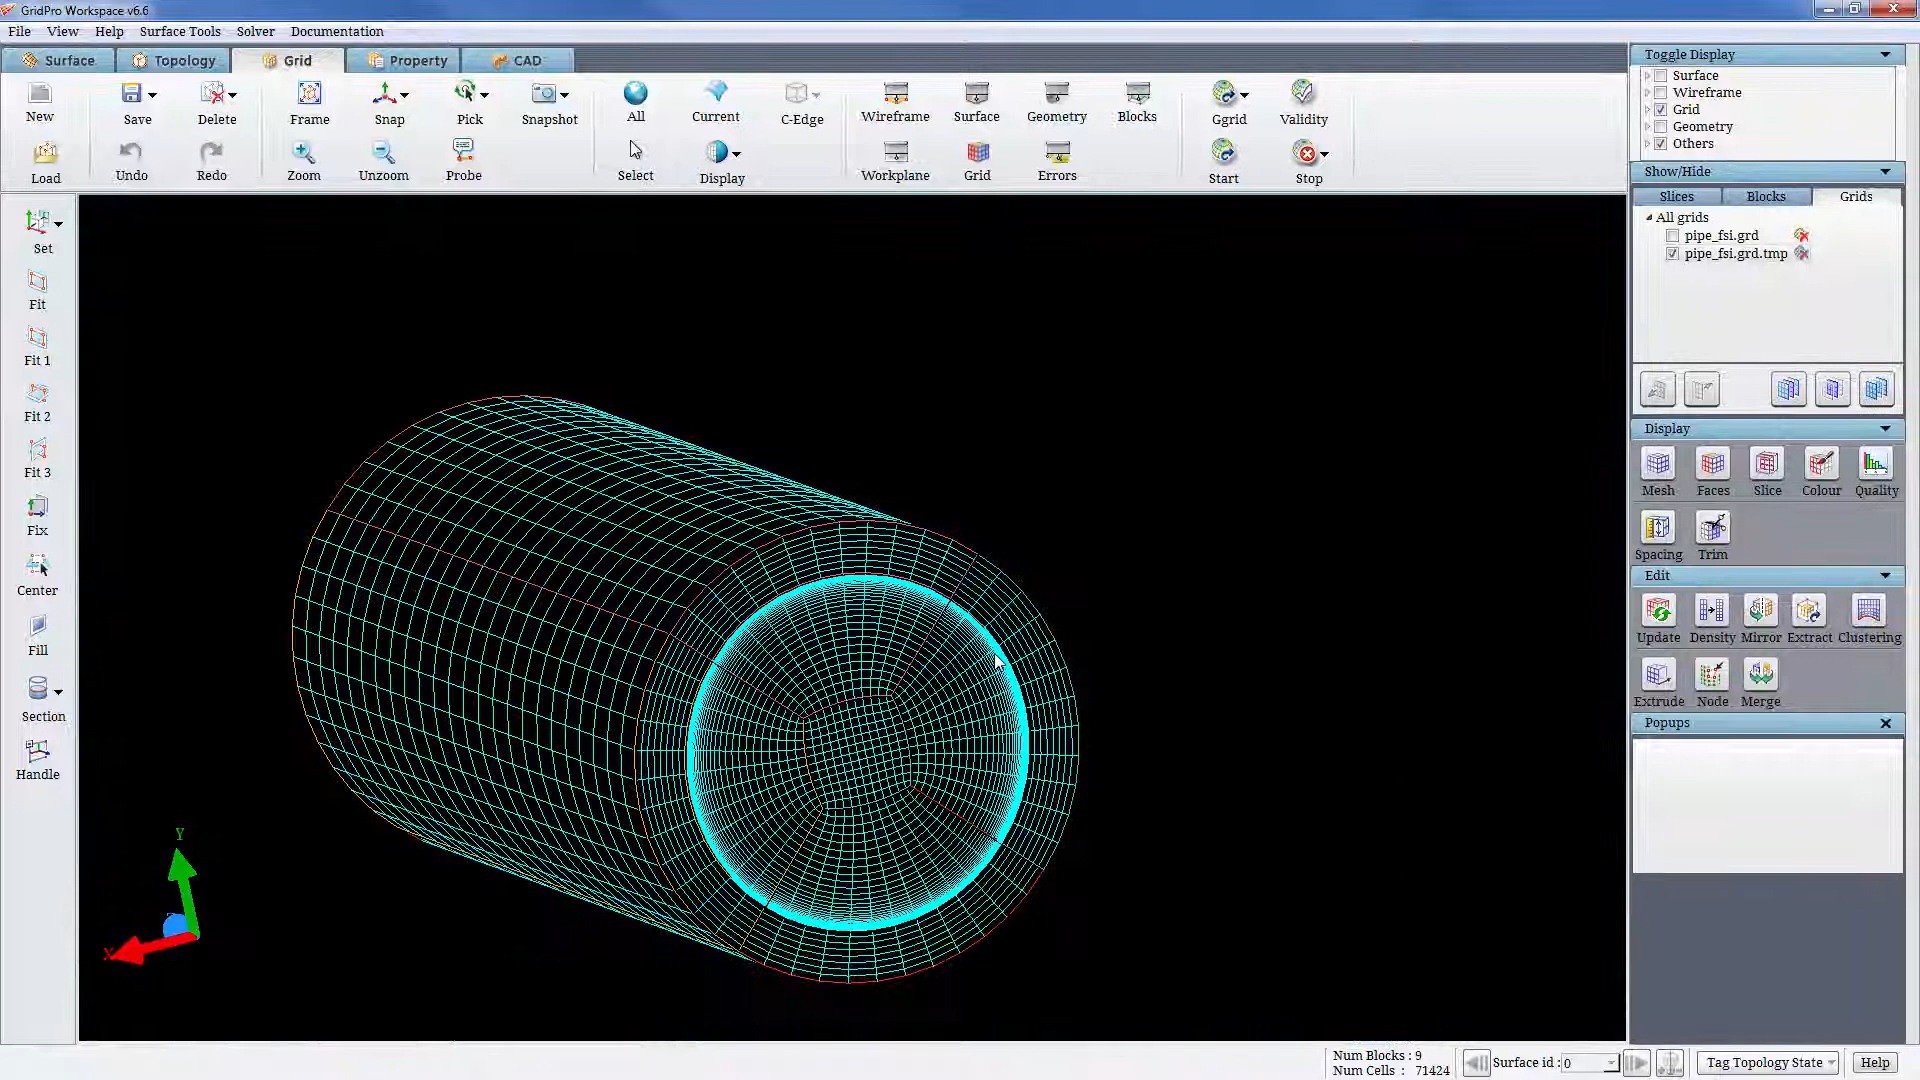 GridPro Workspace v6.6
File View Help Surface Tools Solver Documentation
Surface Topology Grid Property CAD
New Save Delete Frame Snap Pick Snapshot All Current C-Edge Wireframe Surface Geometry Blocks Ggrid Validity
Load Undo Redo Zoom Unzoom Probe Select Display Workplane Grid Errors Start Stop
Set
Fit
Fit 1
Fit 2
Fit 3
Fix
Center
Fill
Section
Handle
Y
X
Toggle Display
Surface
Wireframe
Grid
Geometry
Others
Show/Hide
Slices Blocks Grids
All grids
pipe_fsi.grd
pipe_fsi.grd.tmp
Display
Mesh Faces Slice Colour Quality
Spacing Trim
Edit
Update Density Mirror Extract Clustering
Extrude Node Merge
Popups
Num Blocks : 9
Num Cells : 71424
Surface id : 0
Tag Topology State
Help